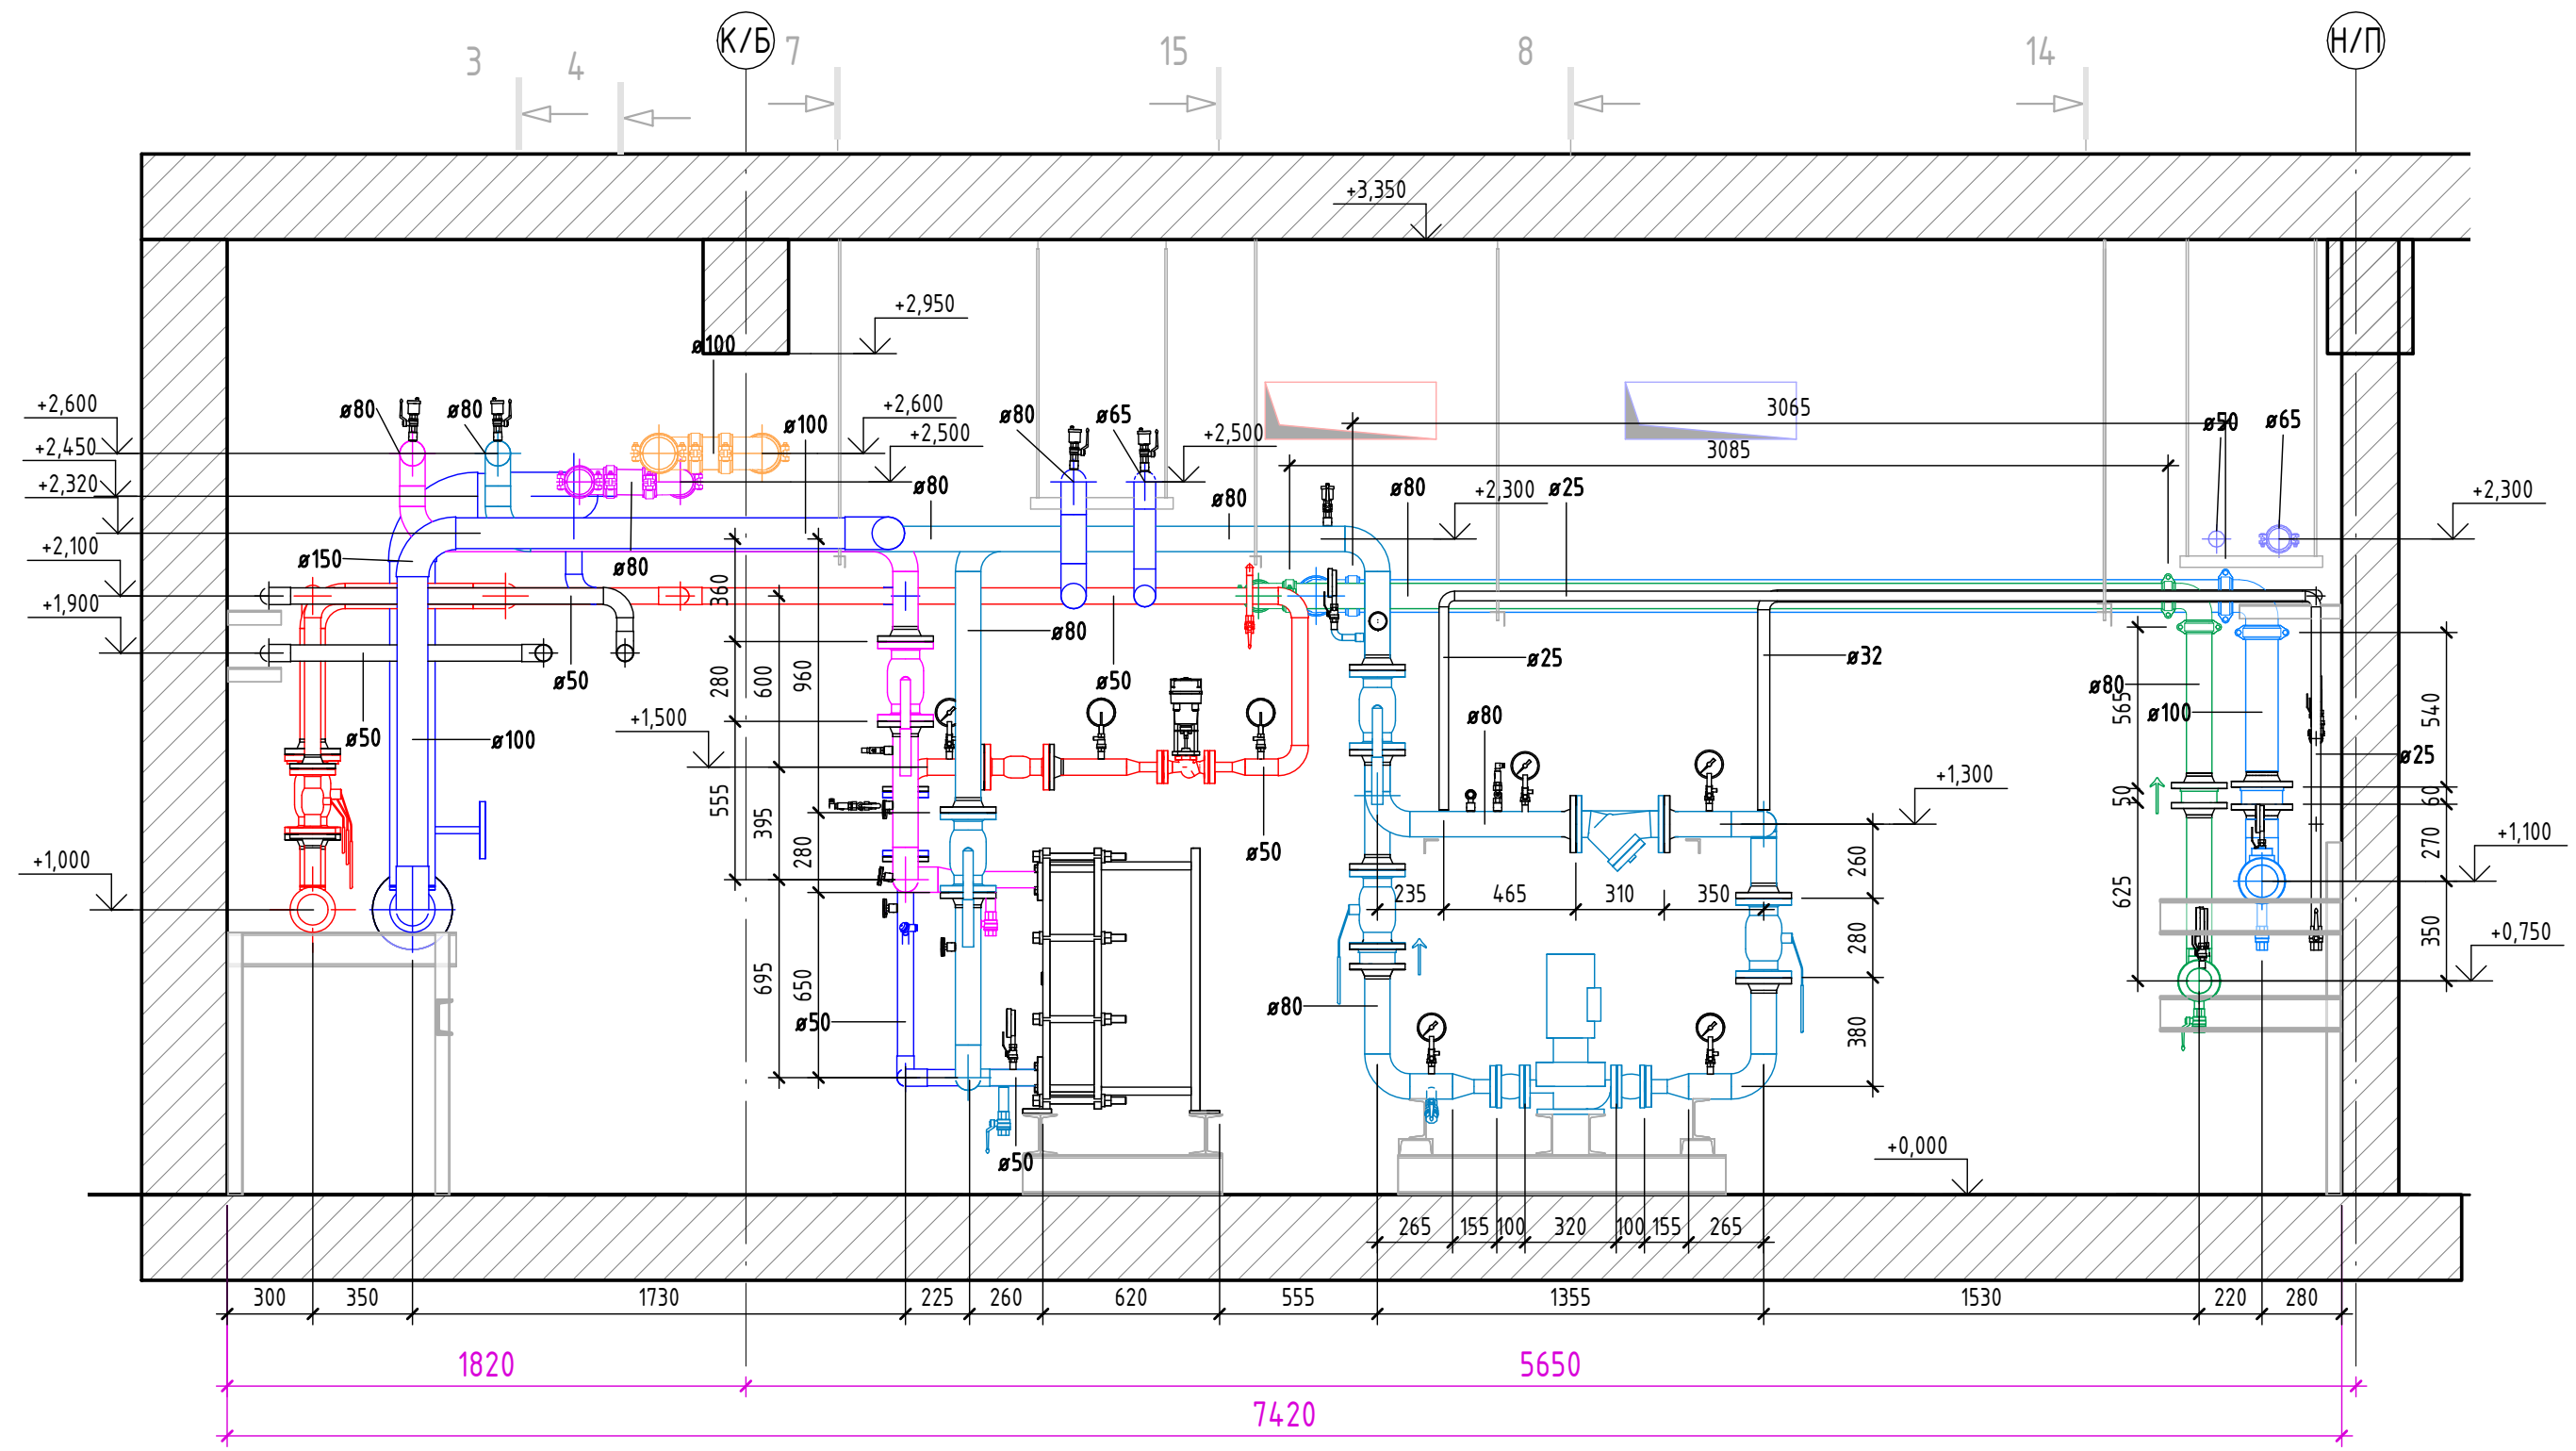 К/Б
Н/П
3
4
7
15
8
14
+3,350
+2,950
ø100
+2,600
ø80
ø80
+2,600
ø80
ø65
3065
ø50
ø65
ø100
+2,450
+2,500
+2,500
3085
+2,320
ø80
ø80
ø80
+2,300
ø25
+2,300
+2,100
ø150
ø80
+1,900
360
ø80
ø25
ø32
ø50
280
600
960
ø50
ø80
565
540
ø50
ø100
+1,500
ø80
ø100
ø25
+1,300
555
395
280
ø50
50
60
+1,000
260
270
+1,100
235
465
310
350
625
280
350
+0,750
695
650
ø50
ø80
380
ø50
+0,000
265
155
100
320
100
155
265
300
350
1730
225
260
620
555
1355
1530
220
280
1820
5650
7420